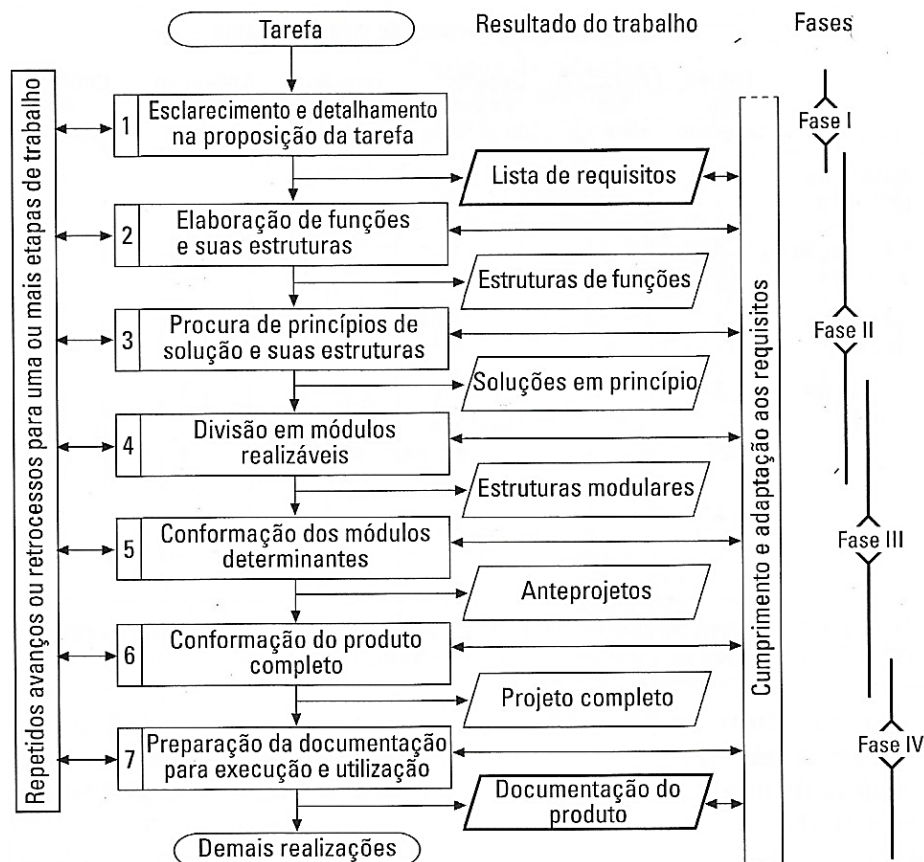 Tarefa
Resultado do trabalho
Fases
Repetidos avanços ou retrocessos para uma ou mais etapas de trabalho
1
Esclarecimento e detalhamento
na proposição da tarefa
Fase I
Lista de requisitos
2
Elaboração de funções
e suas estruturas
Estruturas de funções
3
Procura de princípios de
solução e suas estruturas
Fase II
Soluções em princípio
4
Divisão em módulos
realizáveis
Estruturas modulares
5
Conformação dos módulos
determinantes
Fase III
Anteprojetos
6
Conformação do produto
completo
Projeto completo
7
Preparação da documentação
para execução e utilização
Fase IV
Documentação do
produto
Demais realizações
Cumprimento e adaptação aos requisitos